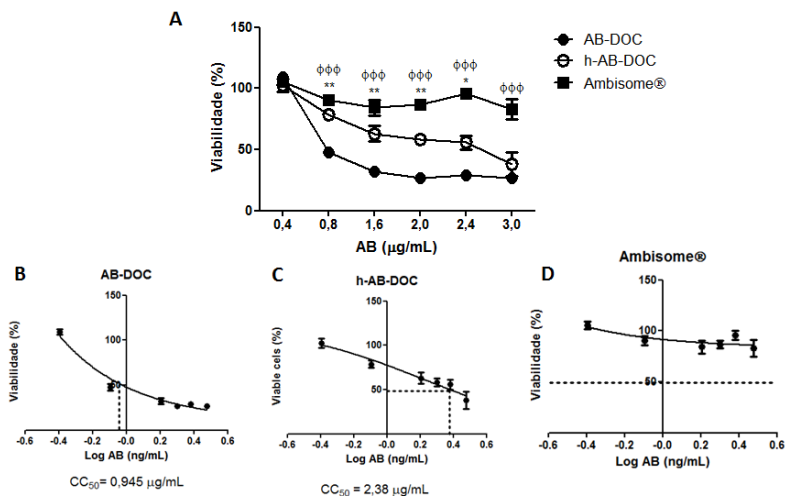 A
Viabilidade (%)
150
100
50
0
ϕϕϕ ϕϕϕ ϕϕϕ ϕϕϕ ϕϕϕ
** ** ** *
0,4 0,8 1,6 2,0 2,4 3,0
AB (µg/mL)
AB-DOC
h-AB-DOC
Ambisome®
B
AB-DOC
Viabilidade (%)
150
100
50
-0.6 -0.4 -0.2 -0.0 0.2 0.4 0.6
Log AB (ng/mL)
CC50= 0,945 µg/mL
C
h-AB-DOC
Viable cels (%)
150
100
50
-0.6 -0.4 -0.2 -0.0 0.2 0.4 0.6
Log AB (ng/mL)
CC50 = 2,38 µg/mL
D
Ambisome®
Viabilidade (%)
150
100
50
-0.6 -0.4 -0.2 -0.0 0.2 0.4 0.6
Log AB (ng/mL)